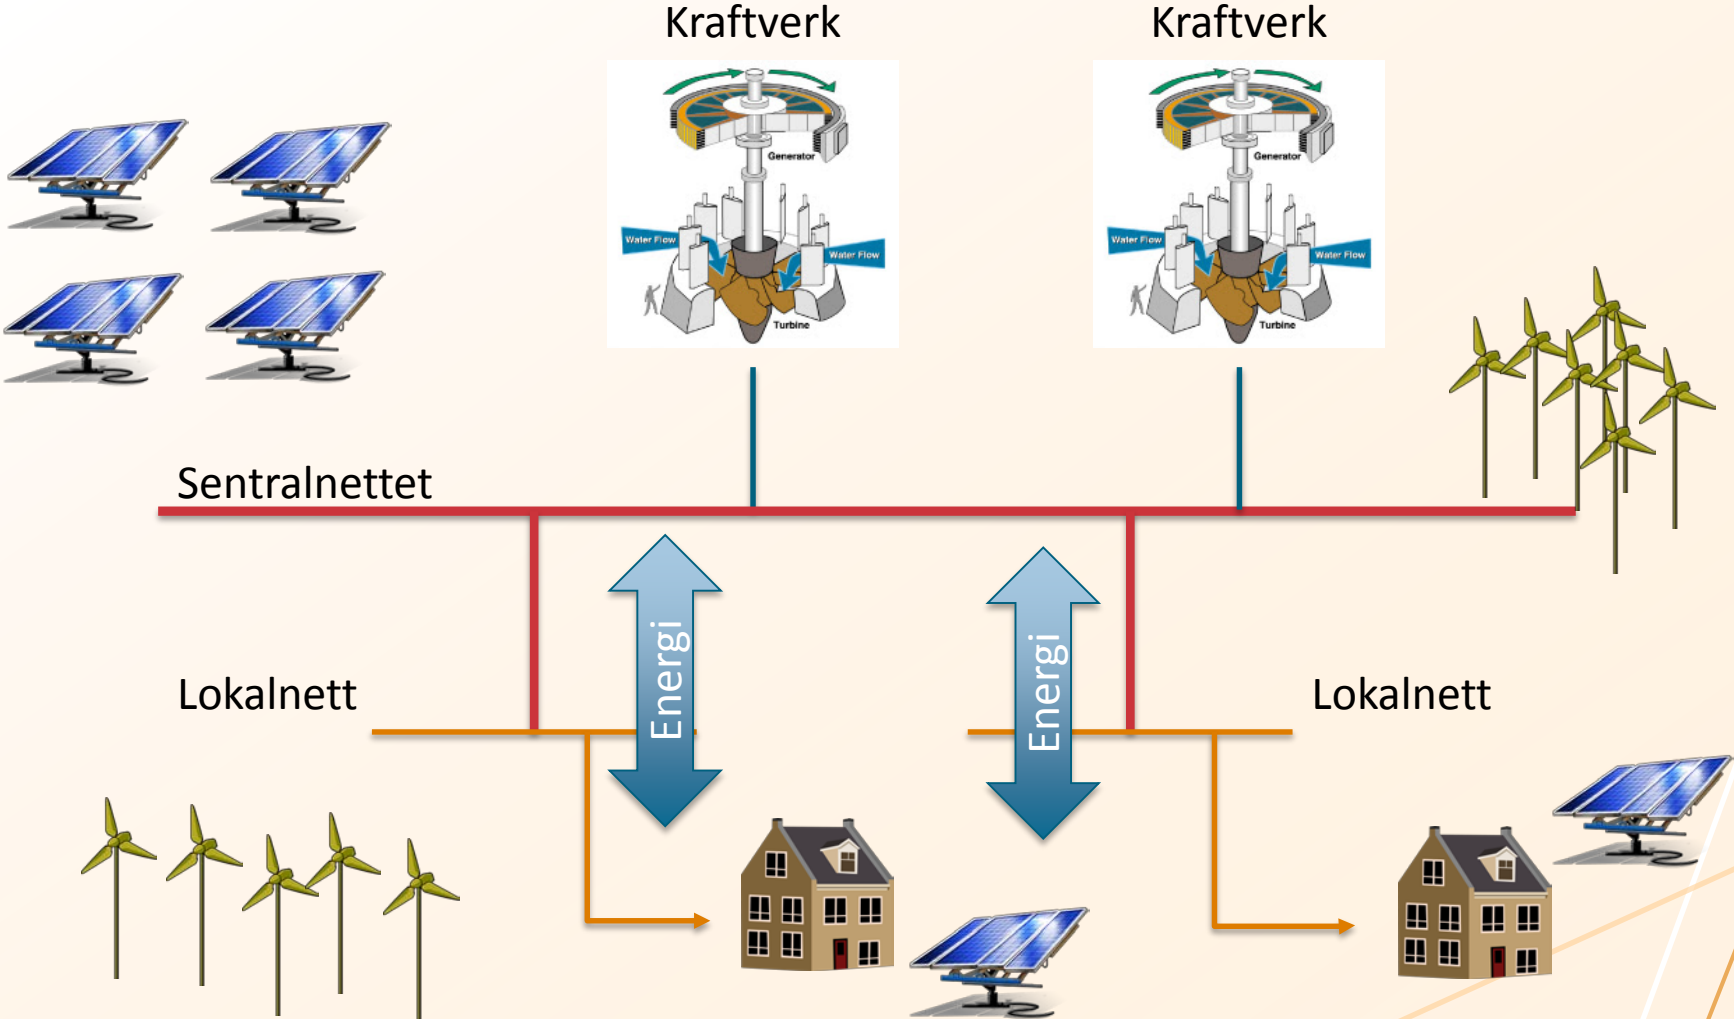 Kraftverk
Kraftverk
Generator
Generator
Water Flow
Water Flow
Water Flow
Water Flow
Turbine
Turbine
Sentralnettet
Energi
Energi
Lokalnett
Lokalnett